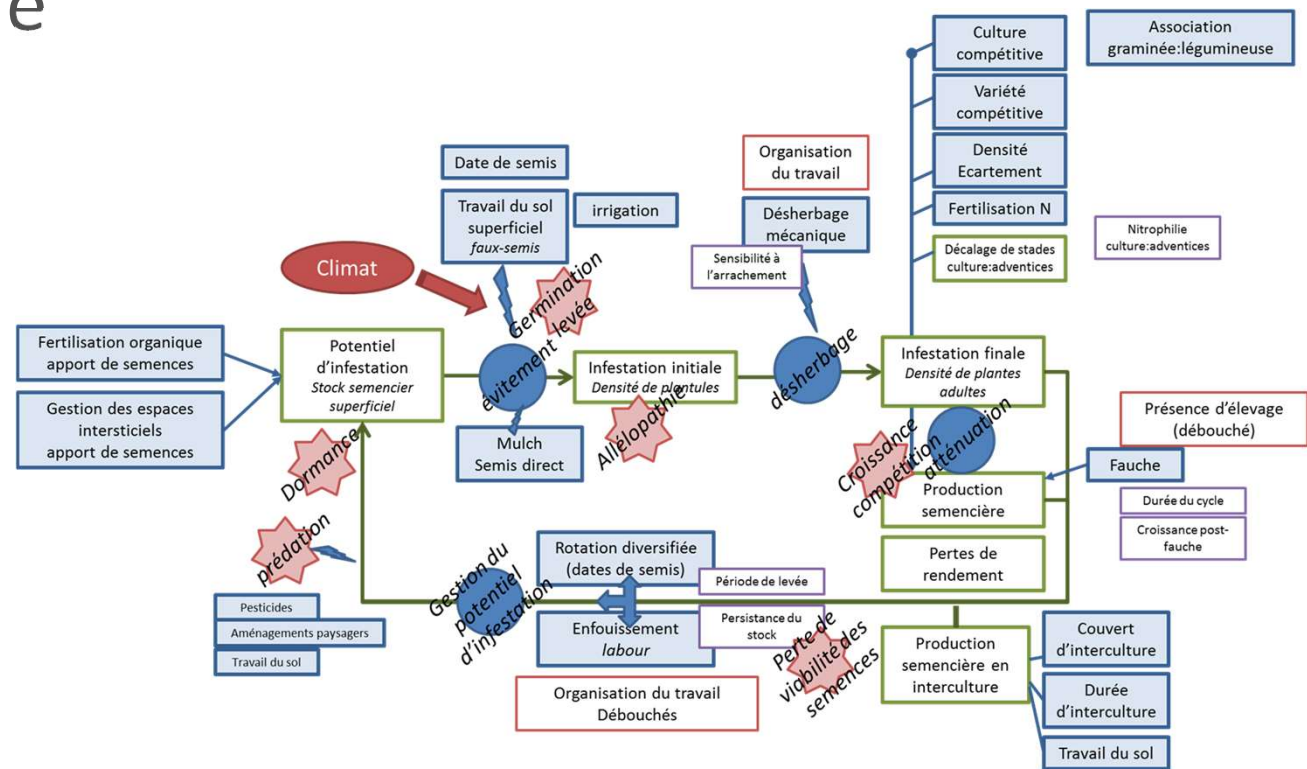 e
Culture
compétitive
Association
graminée:légumineuse
Variété
compétitive
Densité
Ecartement
Fertilisation N
Décalage de stades
culture:adventices
Nitrophilie
culture:adventices
Date de semis
Travail du sol
superficiel
faux-semis
irrigation
Organisation
du travail
Désherbage
mécanique
Sensibilité à
l'arrachement
Climat
Germination
évitement levée
Fertilisation organique
apport de semences
Gestion des espaces
intersticiels
apport de semences
Potentiel
d'infestation
Stock semencier
superficiel
Infestation initiale
Densité de plantules
désherbage
Infestation finale
Densité de plantes
adultes
Mulch
Semis direct
Allélopathie
Dormance
Croissance
compétition
atténuation
Présence d'élevage
(débouché)
Fauche
Production
semencière
Durée du cycle
Croissance post-
fauche
Pertes de
rendement
prédation
Pesticides
Aménagements paysagers
Travail du sol
Gestion du
potentiel
d'infestation
Rotation diversifiée
(dates de semis)
Période de levée
Enfouissement
labour
Persistance du
stock
Perte de
viabilité des
semences
Organisation du travail
Débouchés
Production
semencière en
interculture
Couvert
d'interculture
Durée
d'interculture
Travail du sol